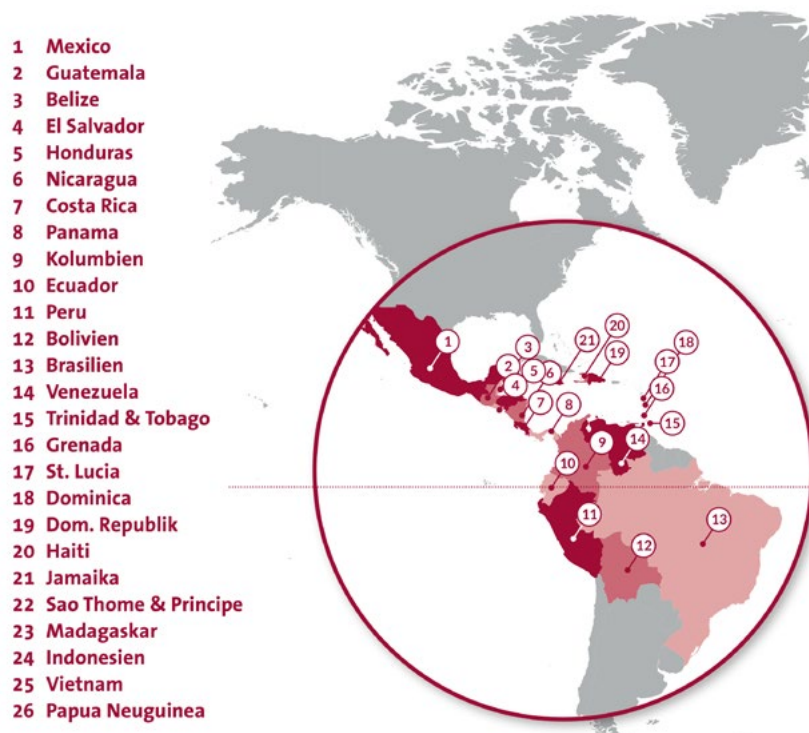 1 Mexico
2 Guatemala
3 Belize
4 El Salvador
5 Honduras
6 Nicaragua
7 Costa Rica
8 Panama
9 Kolumbien
10 Ecuador
11 Peru
12 Bolivien
13 Brasilien
14 Venezuela
15 Trinidad & Tobago
16 Grenada
17 St. Lucia
18 Dominica
19 Dom. Republik
20 Haiti
21 Jamaika
22 Sao Thome & Principe
23 Madagaskar
24 Indonesien
25 Vietnam
26 Papua Neuguinea
18
17
20
3
21
1
19
2
5
6
16
4
7
8
15
9
14
10
11
13
12